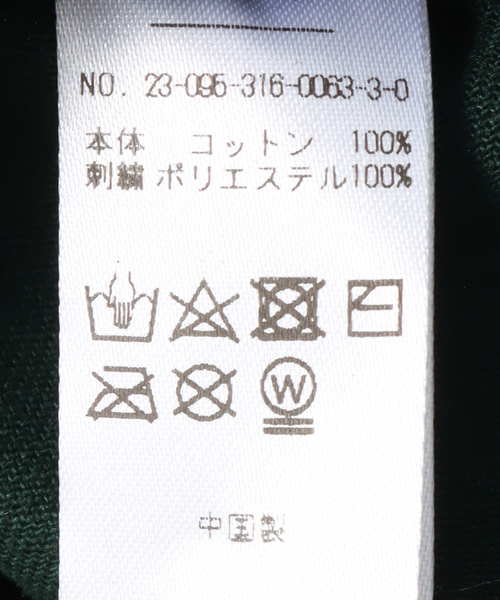 NO. 23-095-316-0063-3-0
本体 コットン 100%
刺繍 ポリエステル100%
W
中国製